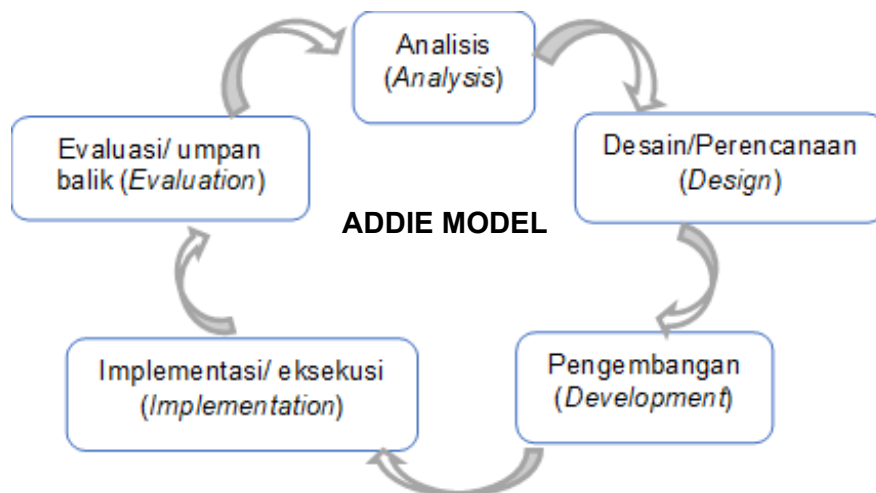 Analisis
(Analysis)
Desain/Perencanaan
(Design)
Pengembangan
(Development)
Implementasi/ eksekusi
(Implementation)
Evaluasi/ umpan
balik (Evaluation)
ADDIE MODEL